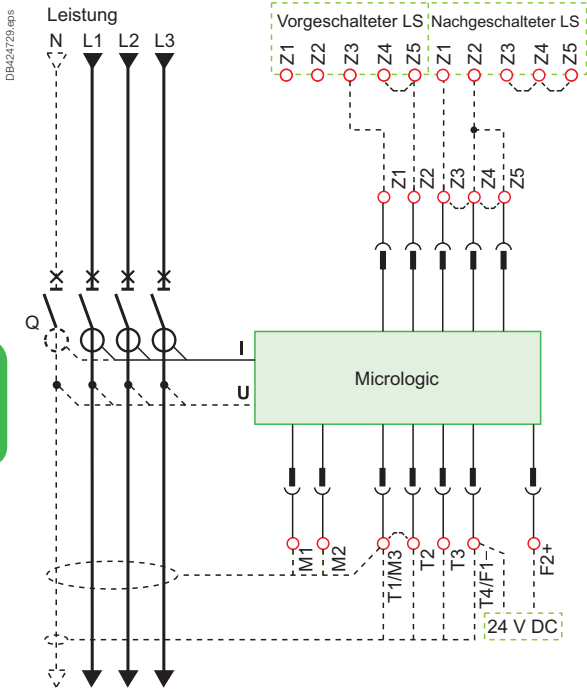 DB424729.eps
Leistung
N L1 L2 L3
Vorgeschalteter LS
Nachgeschalteter LS
Z1 Z2 Z3 Z4 Z5 Z1 Z2 Z3 Z4 Z5
Z1 Z2 Z3 Z4 Z5
Q
I
U
Micrologic
M1 M2 T1/M3 T2 T3 T4/F1– F2+
24 V DC